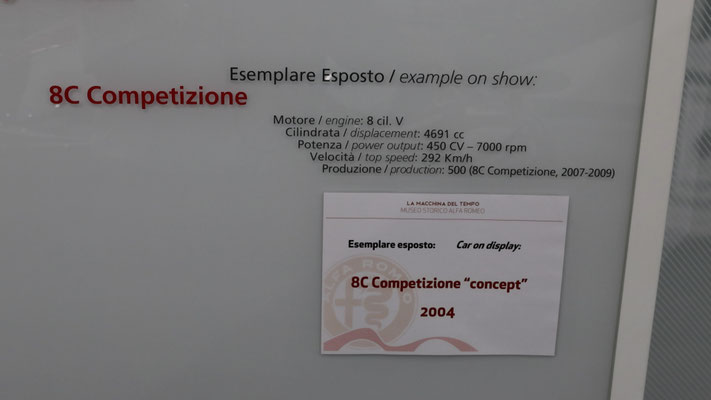 Esemplare Esposto / example on show:
8C Competizione
Motore / engine: 8 cil. V
Cilindrata / displacement: 4691 cc
Potenza / power output: 450 CV – 7000 rpm
Velocità / top speed: 292 Km/h
Produzione / production: 500 (8C Competizione, 2007-2009)
LA MACCHINA DEL TEMPO
MUSEO STORICO ALFA ROMEO
Esemplare esposto: Car on display:
ALFA ROMEO
8C Competizione “concept”
2004